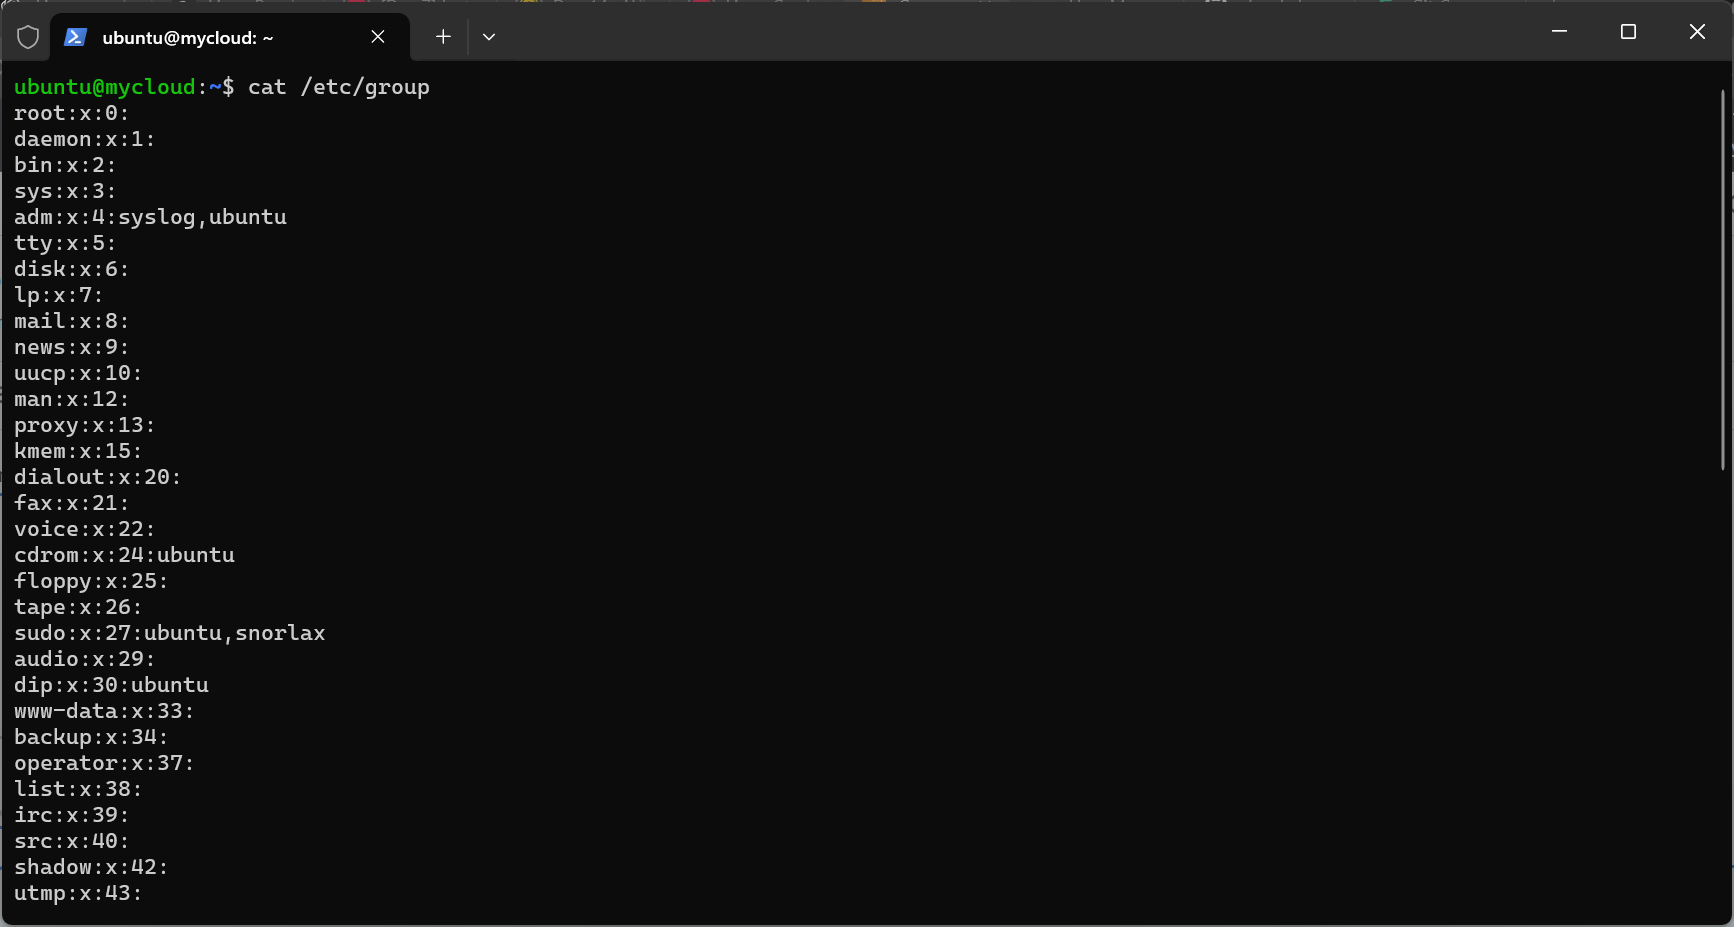 ubuntu@mycloud: ~
ubuntu@mycloud:~$ cat /etc/group
root:x:0:
daemon:x:1:
bin:x:2:
sys:x:3:
adm:x:4:syslog,ubuntu
tty:x:5:
disk:x:6:
lp:x:7:
mail:x:8:
news:x:9:
uucp:x:10:
man:x:12:
proxy:x:13:
kmem:x:15:
dialout:x:20:
fax:x:21:
voice:x:22:
cdrom:x:24:ubuntu
floppy:x:25:
tape:x:26:
sudo:x:27:ubuntu,snorlax
audio:x:29:
dip:x:30:ubuntu
www-data:x:33:
backup:x:34:
operator:x:37:
list:x:38:
irc:x:39:
src:x:40:
shadow:x:42:
utmp:x:43: